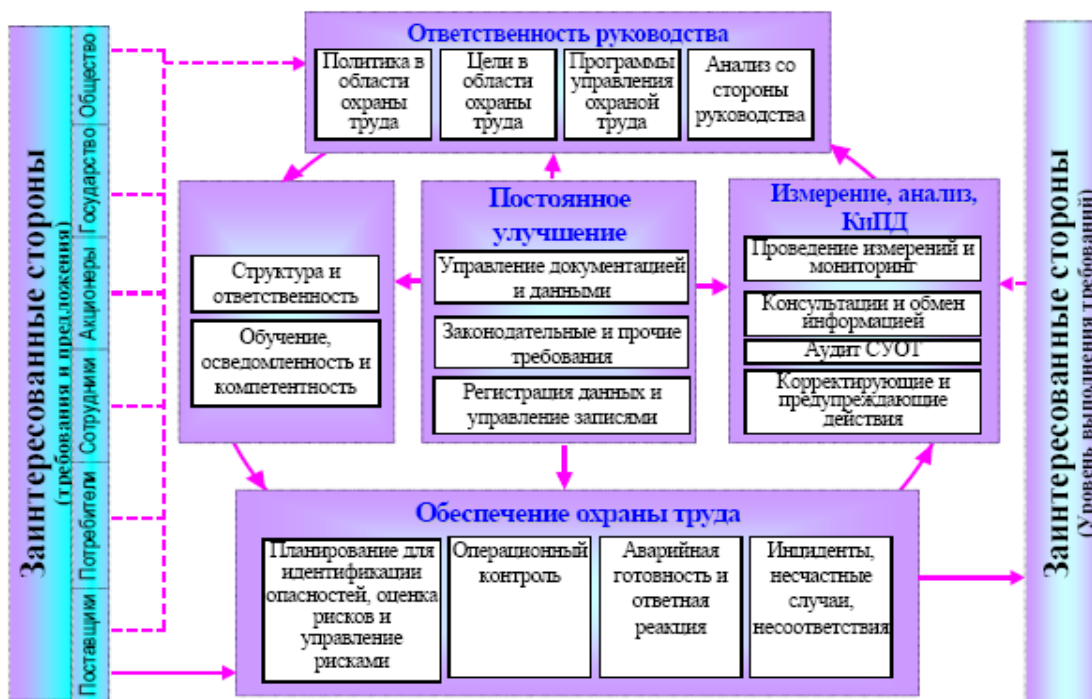 Заинтересованные стороны
(требования и предложения)
Общество
Государство
Акционеры
Сотрудники
Потребители
Поставщики
Ответственность руководства
Политика в
области
охраны
труда
Цели в
области
охраны
труда
Программы
управления
охраной
труда
Анализ со
стороны
руководства
Структура и
ответственность
Обучение,
осведомленность и
компетентность
Постоянное
улучшение
Управление документацией
и данными
Законодательные и прочие
требования
Регистрация данных и
управление записями
Измерение, анализ,
КиПД
Проведение измерений и
мониторинг
Консультации и обмен
информацией
Аудит СУОТ
Корректирующие и
предупреждающие
действия
Обеспечение охраны труда
Планирование для
идентификации
опасностей, оценка
рисков и
управление
рисками
Операционный
контроль
Аварийная
готовность и
ответная
реакция
Инциденты,
несчастные
случаи,
несоответствия
Заинтересованные стороны
(Уровень выполнения требований)